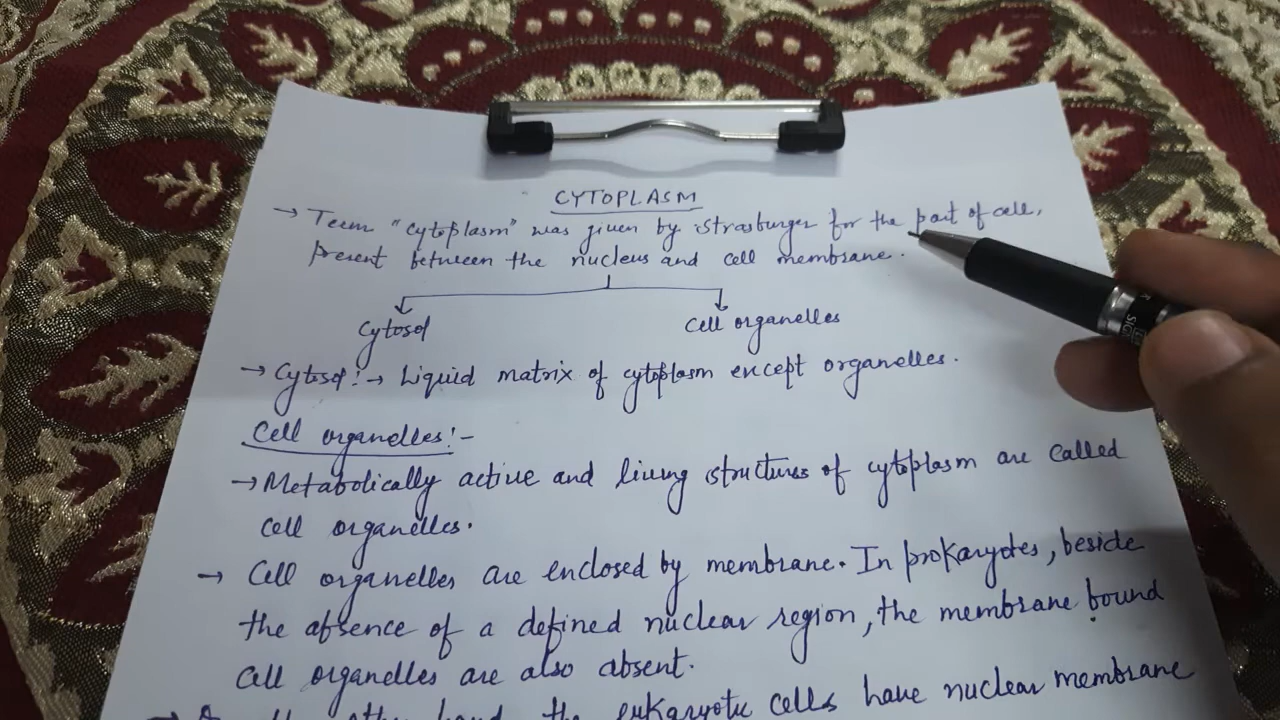 CYTOPLASM
→ Term "cytoplasm" was given by strasburger for the part of cell,
present between the nucleus and cell membrane.
Cytosol Cell organelles
→ Cytosol:→ Liquid matrix of cytoplasm except organelles.
Cell organelles:-
→ Metabolically active and living structures of cytoplasm are called
cell organelles.
→ Cell organelles are enclosed by membrane. In prokaryotes, beside
the absence of a defined nuclear region, the membrane bound
cell organelles are also absent.
→ other hand, the eukaryotic cells have nuclear membrane